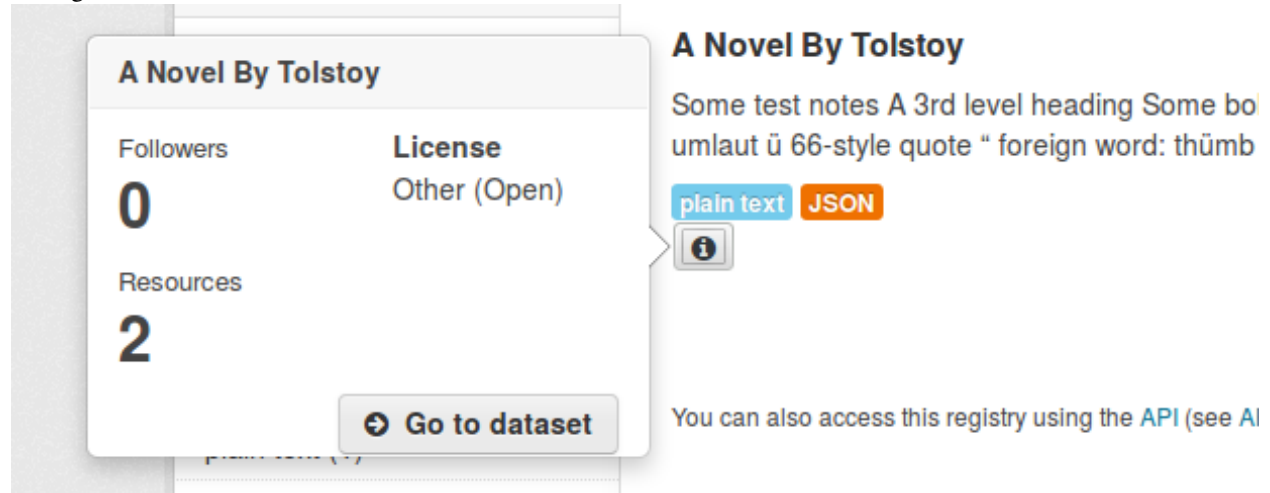 A Novel By Tolstoy
Followers
0
License
Other (Open)
Resources
2
Go to dataset
A Novel By Tolstoy
Some test notes A 3rd level heading Some bo
umlaut ü 66-style quote “ foreign word: thümb
plain text JSON
You can also access this registry using the API (see A